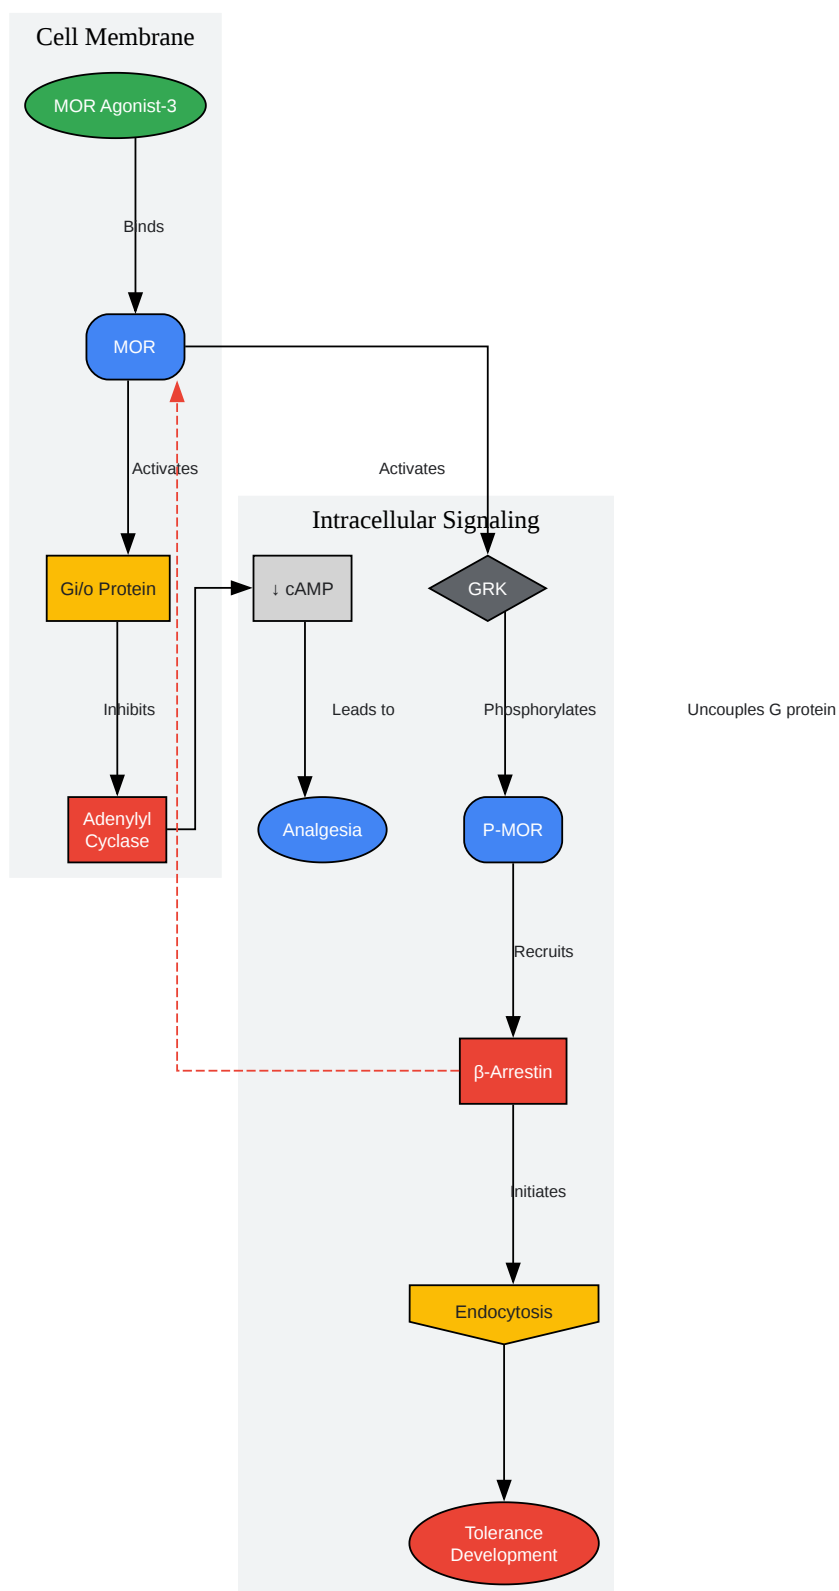 Cell Membrane
MOR Agonist-3
Binds
MOR
Activates
Activates
Intracellular Signaling
Gi/o Protein
↓ cAMP
GRK
Inhibits
Leads to
Phosphorylates
Uncouples G protein
Adenylyl
Cyclase
Analgesia
P-MOR
Recruits
β-Arrestin
Initiates
Endocytosis
Tolerance
Development